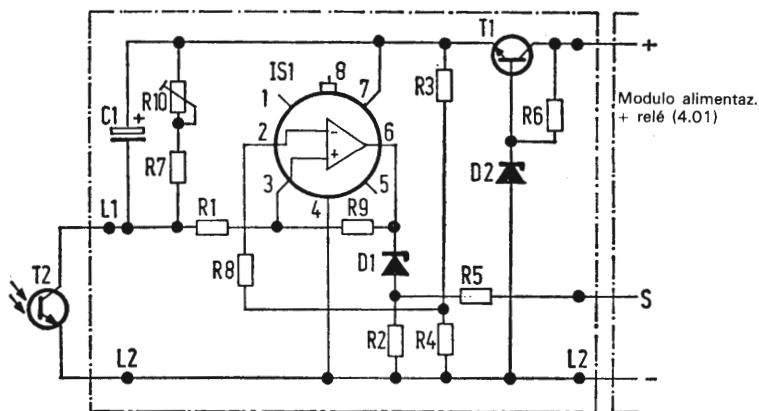 T1
+
IS1
8
7
1
R10
R3
C1
+
2
-
+
6
R6
Modulo alimentaz.
+ relé (4.01)
R7
3
5
D2
4
L1
R1
R9
T2
R8
D1
R5
S
R2
R4
L2
L2
-